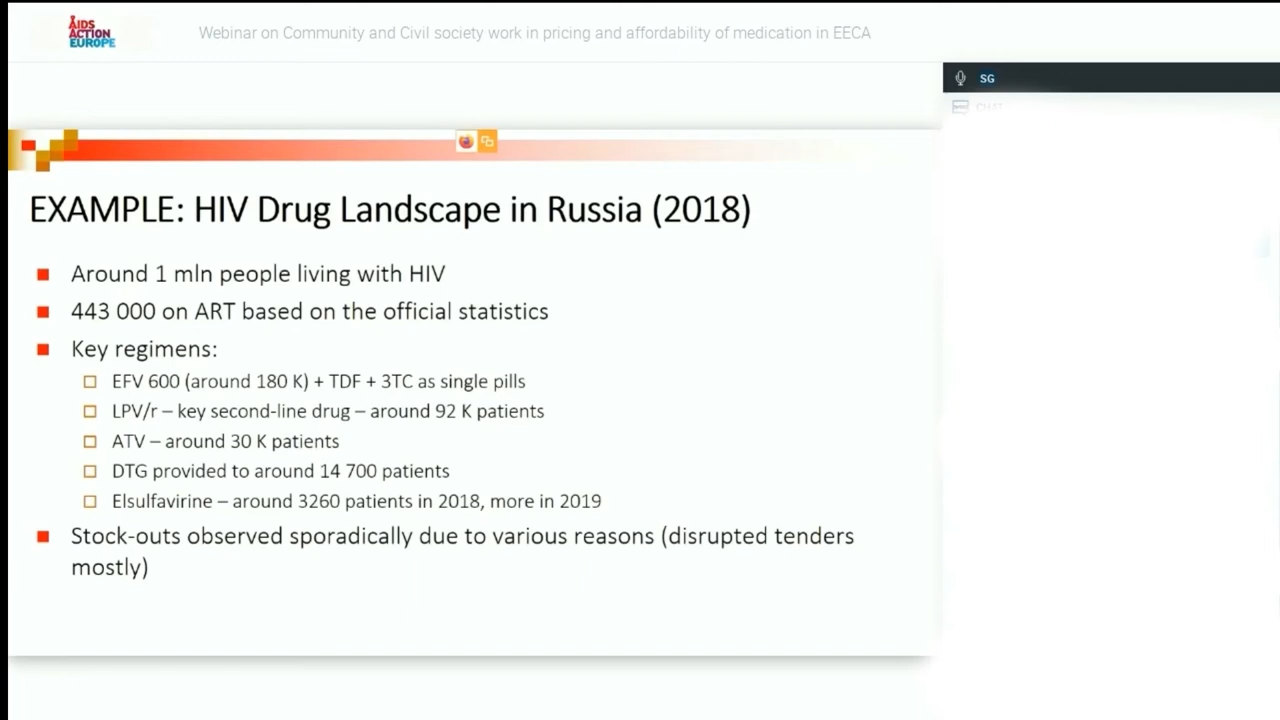 AIDS
ACTION
EUROPE
Webinar on Community and Civil society work in pricing and affordability of medication in EECA
SG
CHAT
EXAMPLE: HIV Drug Landscape in Russia (2018)
Around 1 mln people living with HIV
443 000 on ART based on the official statistics
Key regimens:
EFV 600 (around 180 K) + TDF + 3TC as single pills
LPV/r – key second-line drug – around 92 K patients
ATV – around 30 K patients
DTG provided to around 14 700 patients
Elsulfavirine – around 3260 patients in 2018, more in 2019
Stock-outs observed sporadically due to various reasons (disrupted tenders
mostly)